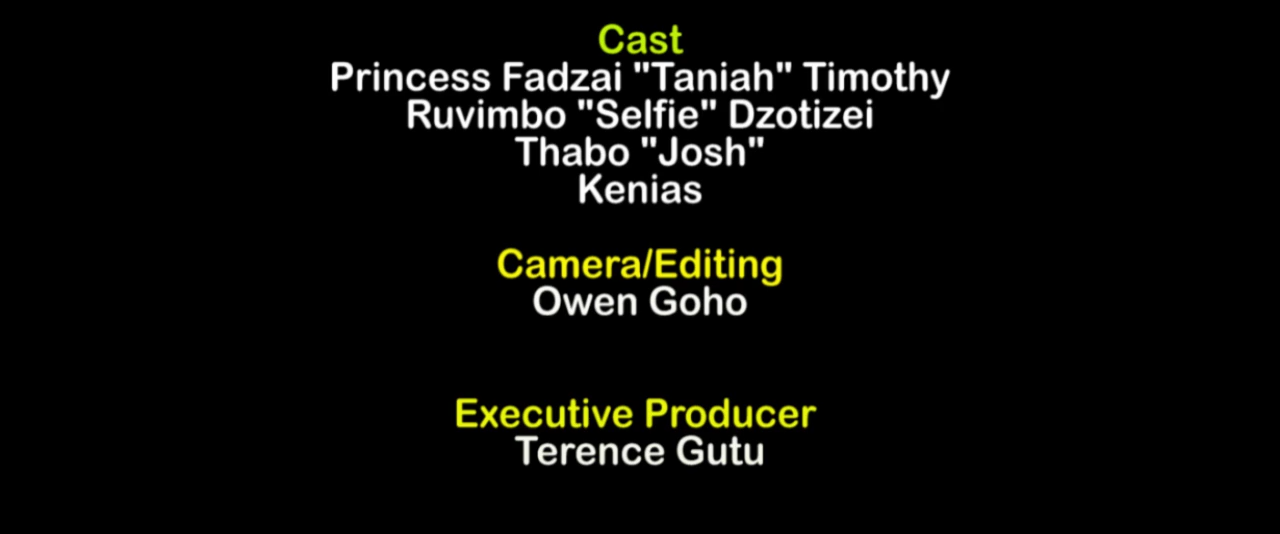 Cast
Princess Fadzai "Taniah" Timothy
Ruvimbo "Selfie" Dzotizei
Thabo "Josh"
Kenias
Camera/Editing
Owen Goho
Executive Producer
Terence Gutu